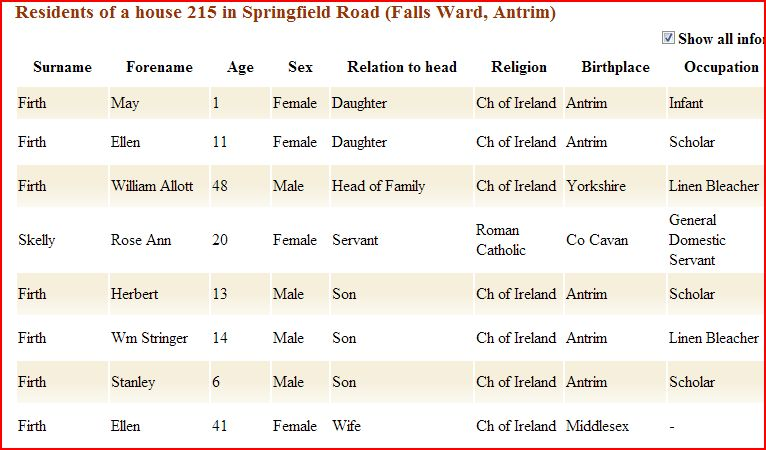 Residents of a house 215 in Springfield Road (Falls Ward, Antrim)
Show all infor
Surname Forename Age Sex Relation to head Religion Birthplace Occupation
Firth May 1 Female Daughter Ch of Ireland Antrim Infant
Firth Ellen 11 Female Daughter Ch of Ireland Antrim Scholar
Firth William Allott 48 Male Head of Family Ch of Ireland Yorkshire Linen Bleacher
Skelly Rose Ann 20 Female Servant Roman Catholic Co Cavan General Domestic Servant
Firth Herbert 13 Male Son Ch of Ireland Antrim Scholar
Firth Wm Stringer 14 Male Son Ch of Ireland Antrim Linen Bleacher
Firth Stanley 6 Male Son Ch of Ireland Antrim Scholar
Firth Ellen 41 Female Wife Ch of Ireland Middlesex -